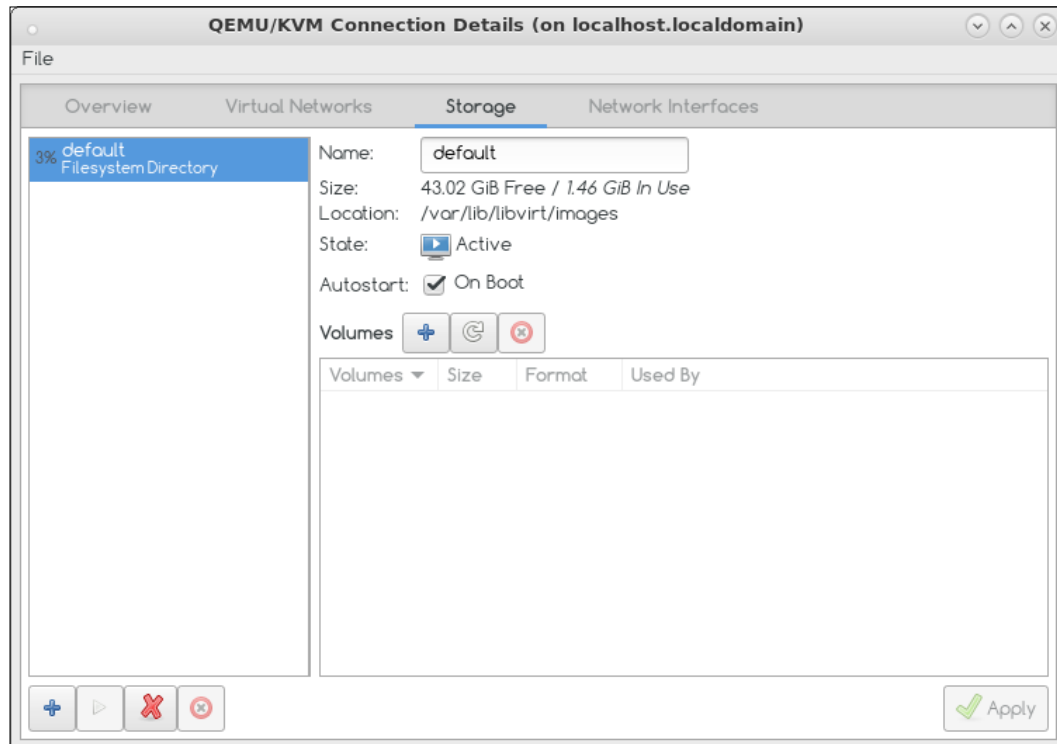 QEMU/KVM Connection Details (on localhost.localdomain)
File
Overview Virtual Networks Storage Network Interfaces
3% default
Filesystem Directory
Name: default
Size: 43.02 GiB Free / 1.46 GiB In Use
Location: /var/lib/libvirt/images
State: Active
Autostart: On Boot
Volumes
Volumes Size Format Used By
Apply